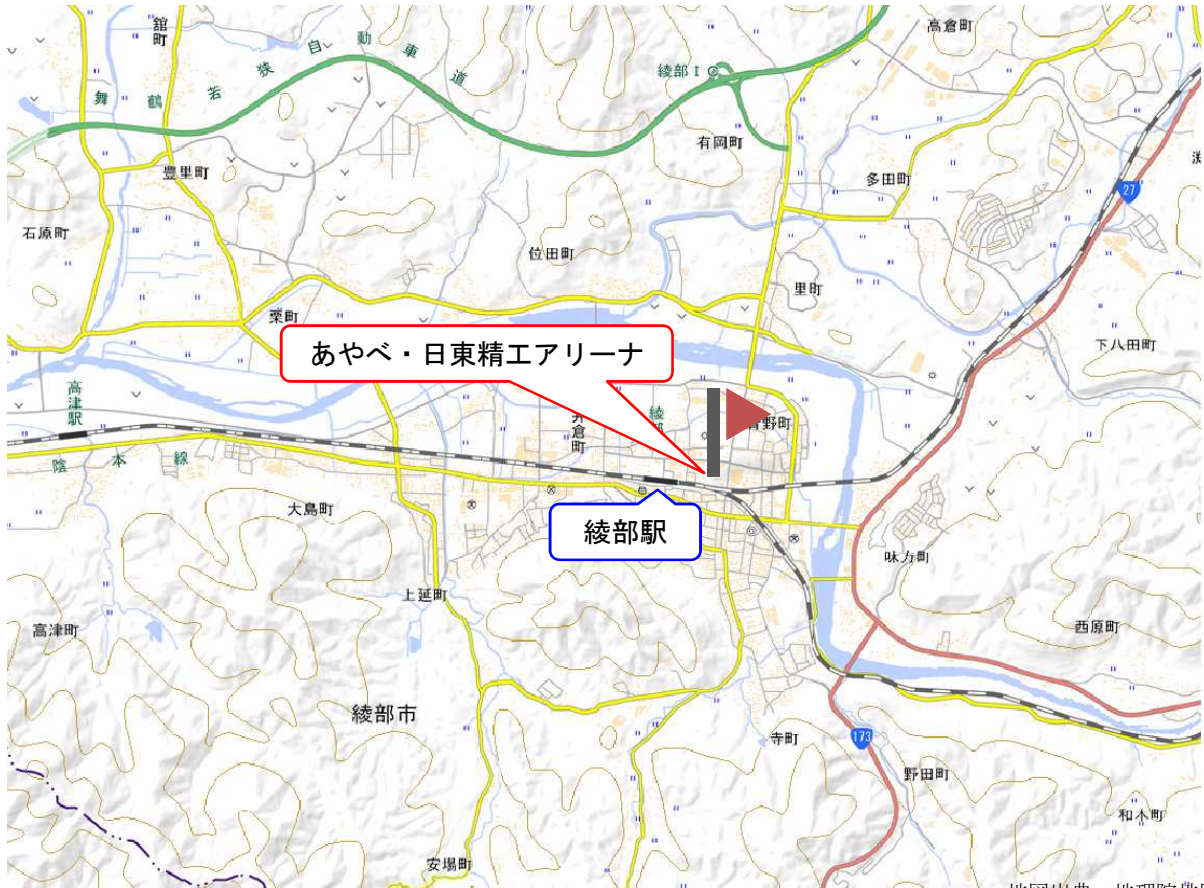 舘町
高倉町
舞鶴若狭自動車道
綾部I
有岡町
豊里町
多田町
27
石原町
位田町
里町
栗町
あやべ・日東精工アリーナ
下八田町
高津駅
井倉町
綾部
青野町
陰本線
大島町
綾部駅
味方町
上延町
高津町
西原町
綾部市
寺町
173
野田町
和木町
安場町